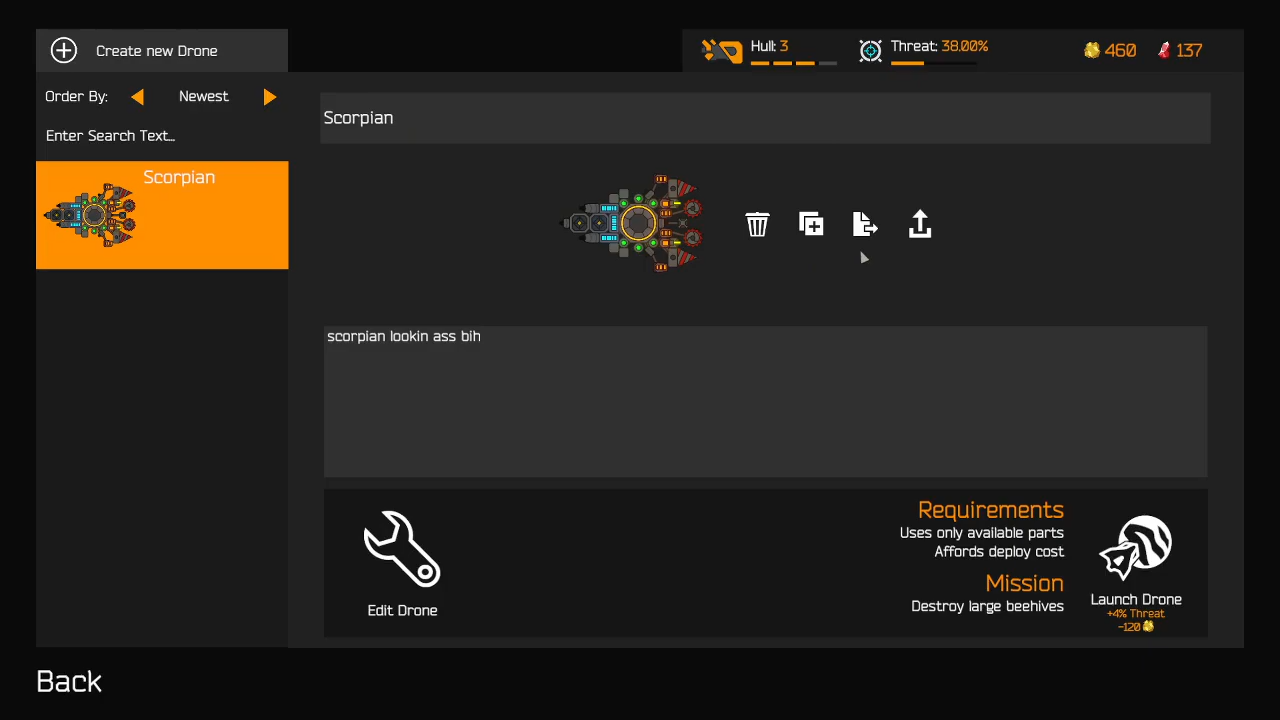 Create new Drone
Hull: 3
Threat: 38.00%
460
137
Order By:
Newest
Enter Search Text...
Scorpian
Scorpian
scorpian lookin ass bih
Edit Drone
Requirements
Uses only available parts
Affords deploy cost
Mission
Destroy large beehives
Launch Drone
+4% Threat
-120
Back